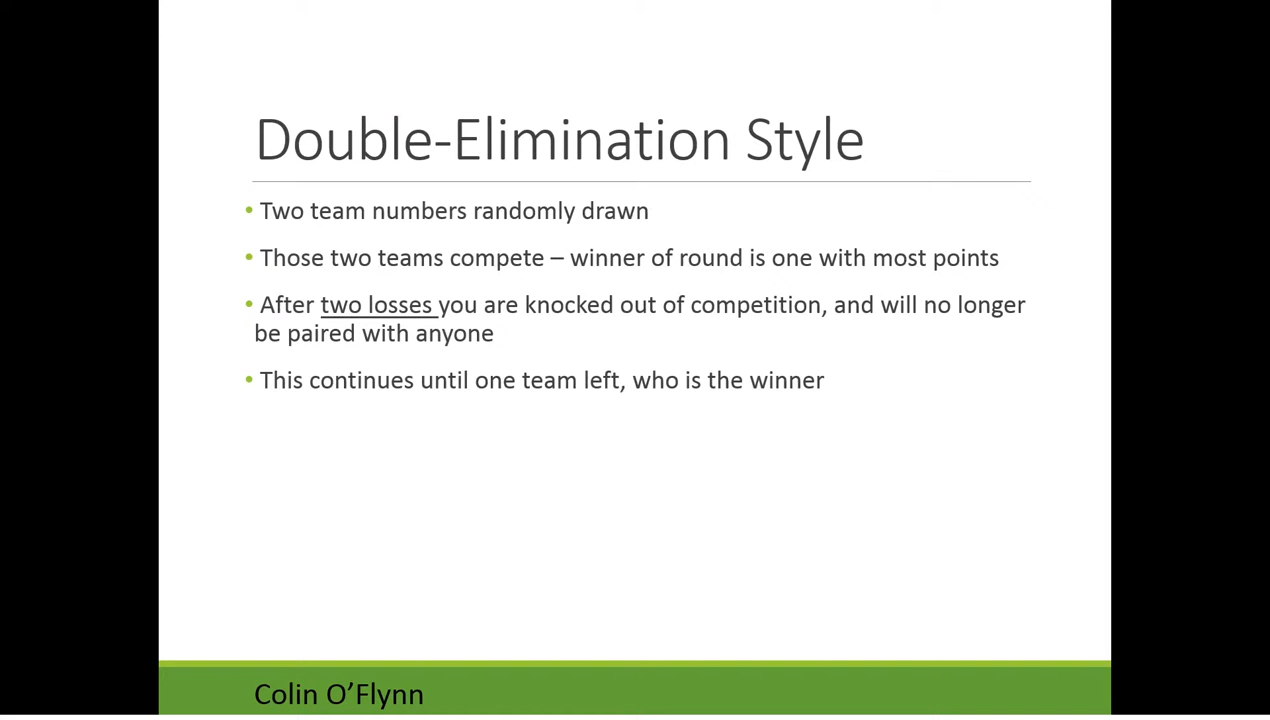 Double-Elimination Style
• Two team numbers randomly drawn
• Those two teams compete – winner of round is one with most points
• After two losses you are knocked out of competition, and will no longer
be paired with anyone
• This continues until one team left, who is the winner
Colin O’Flynn